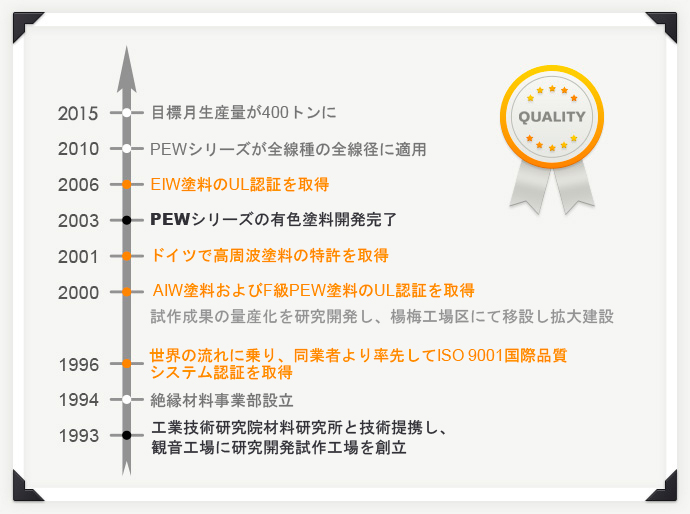 2015 目標月生産量が400トンに
QUALITY
2010 PEWシリーズが全線種の全線径に適用
2006 EIW塗料のUL認証を取得
2003 PEWシリーズの有色塗料開発完了
2001 ドイツで高周波塗料の特許を取得
2000 AIW塗料およびF級PEW塗料のUL認証を取得
試作成果の量産化を研究開発し、楊梅工場区にて移設し拡大建設
1996 世界の流れに乗り、同業者より率先してISO 9001国際品質
システム認証を取得
1994 絶縁材料事業部設立
1993 工業技術研究院材料研究所と技術提携し、
観音工場に研究開発試作工場を創立